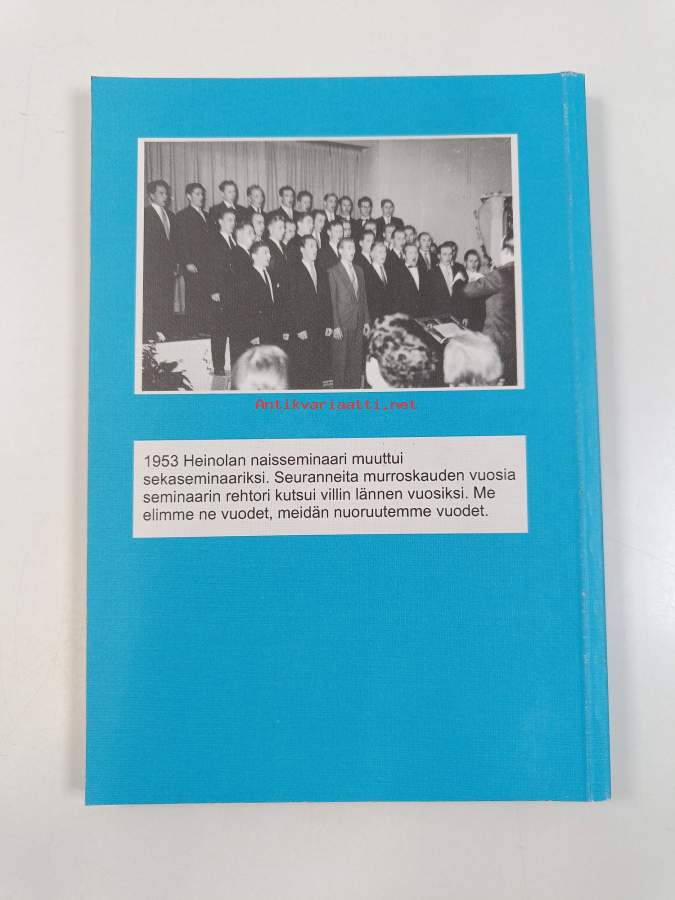 Antikvariaatti.net
1953 Heinolan naisseminaari muuttui
sekaseminaariksi. Seuranneita murroskauden vuosia
seminaarin rehtori kutsui villin lännen vuosiksi. Me
elimme ne vuodet, meidän nuoruutemme vuodet.